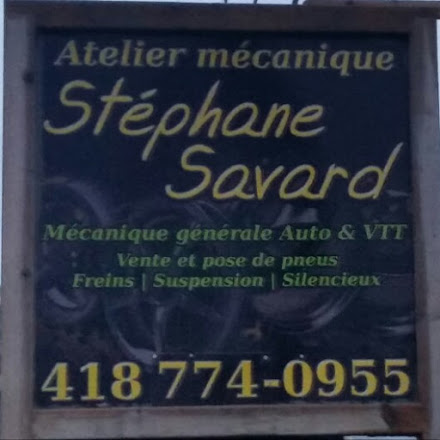 Atelier mécanique
Stéphane
Savard
Mécanique générale Auto & VTT
Vente et pose de pneus
Freins | Suspension | Silencieux
418 774-0955